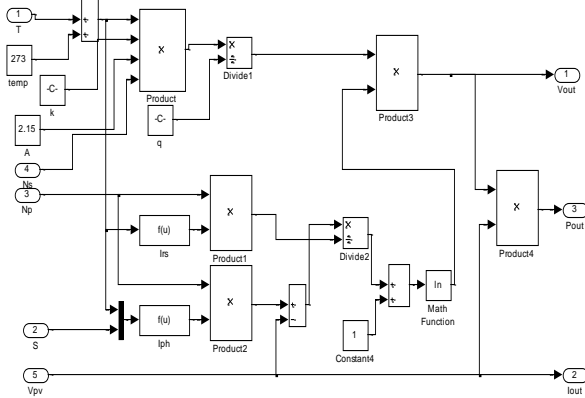 1
T
273
temp
-C-
k
2.15
A
4
Ns
3
Np
Product
-C-
q
Divide1
Product3
1
Vout
f(u)
Irs
Product1
Divide2
Product4
3
Pout
2
S
f(u)
Iph
Product2
1
Constant4
ln
Math
Function
5
Vpv
2
Iout